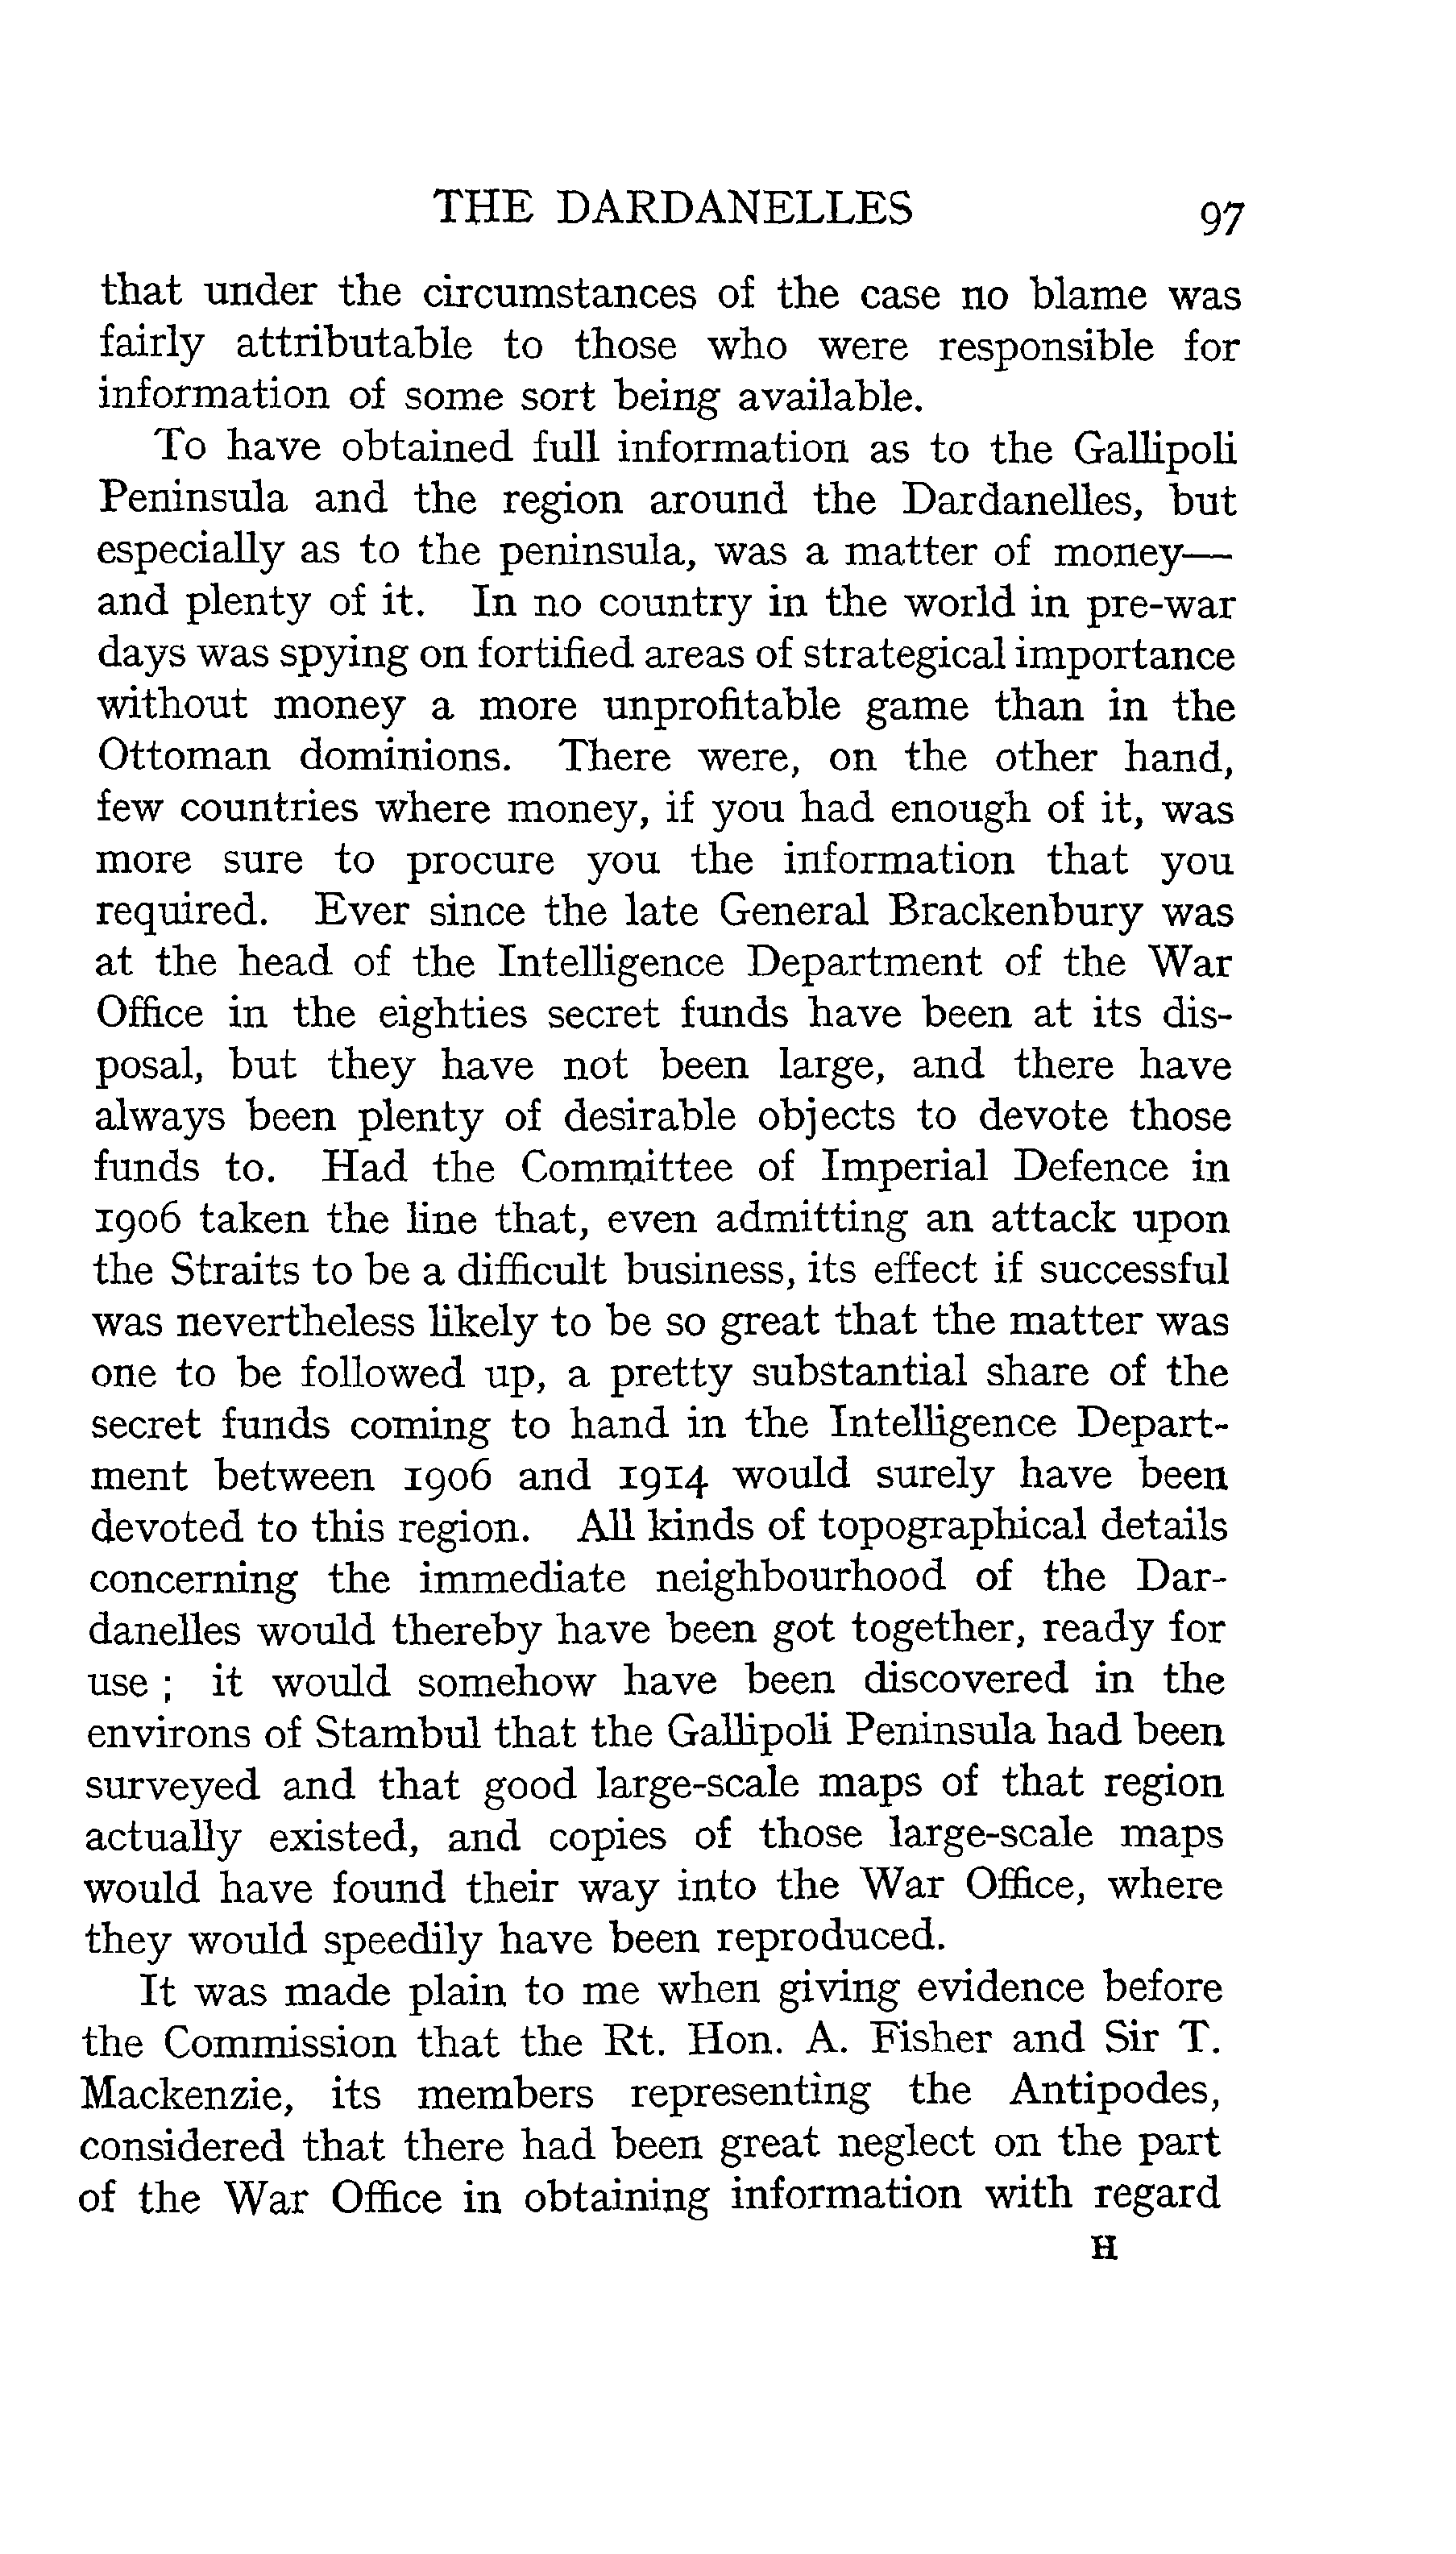 THE DARDANELLES 97
that under the circumstances of the case no blame was
fairly attributable to those who were responsible for
information of some sort being available.
To have obtained full information as to the Gallipoli
Peninsula and the region around the Dardanelles, but
especially as to the peninsula, was a matter of money—
and plenty of it. In no country in the world in pre-war
days was spying on fortified areas of strategical importance
without money a more unprofitable game than in the
Ottoman dominions. There were, on the other hand,
few countries where money, if you had enough of it, was
more sure to procure you the information that you
required. Ever since the late General Brackenbury was
at the head of the Intelligence Department of the War
Office in the eighties secret funds have been at its dis-
posal, but they have not been large, and there have
always been plenty of desirable objects to devote those
funds to. Had the Committee of Imperial Defence in
1906 taken the line that, even admitting an attack upon
the Straits to be a difficult business, its effect if successful
was nevertheless likely to be so great that the matter was
one to be followed up, a pretty substantial share of the
secret funds coming to hand in the Intelligence Depart-
ment between 1906 and 1914 would surely have been
devoted to this region. All kinds of topographical details
concerning the immediate neighbourhood of the Dar-
danelles would thereby have been got together, ready for
use ; it would somehow have been discovered in the
environs of Stambul that the Gallipoli Peninsula had been
surveyed and that good large-scale maps of that region
actually existed, and copies of those large-scale maps
would have found their way into the War Office, where
they would speedily have been reproduced.
It was made plain to me when giving evidence before
the Commission that the Rt. Hon. A. Fisher and Sir T.
Mackenzie, its members representing the Antipodes,
considered that there had been great neglect on the part
of the War Office in obtaining information with regard
H